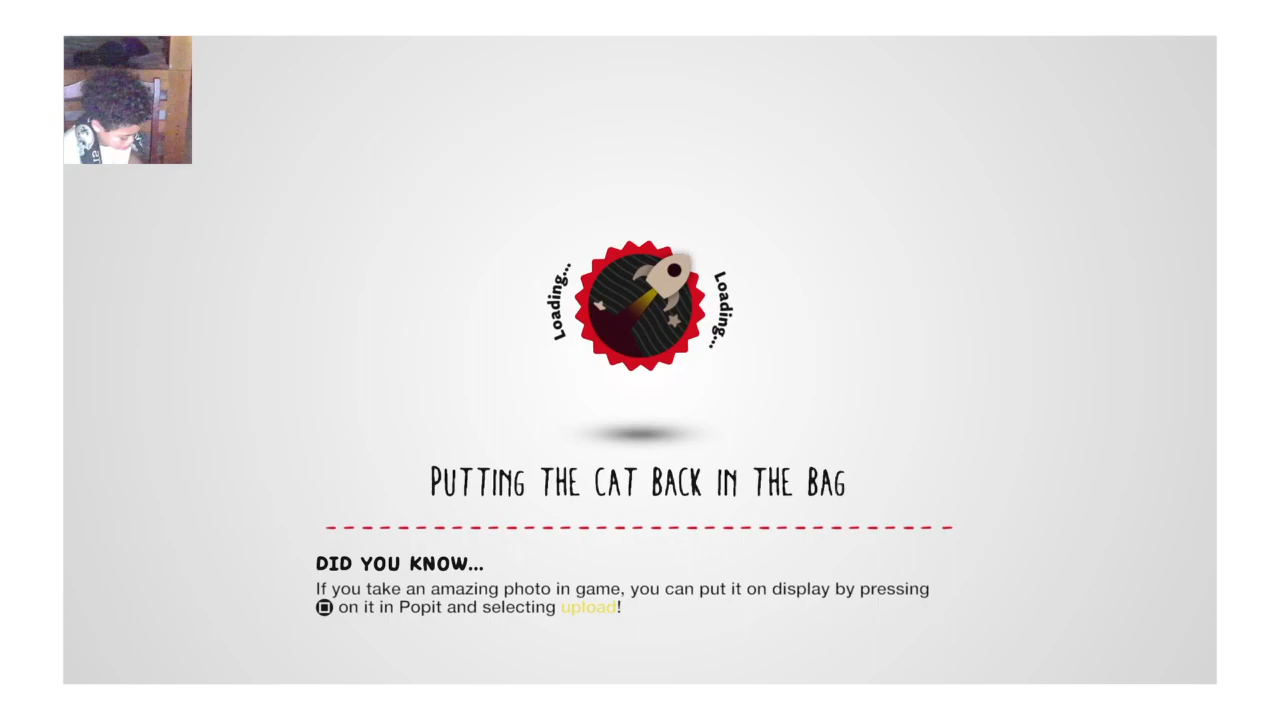 Loading...
Loading...
PUTTING THE CAT BACK IN THE BAG
DID YOU KNOW...
If you take an amazing photo in game, you can put it on display by pressing
on it in Popit and selecting upload!